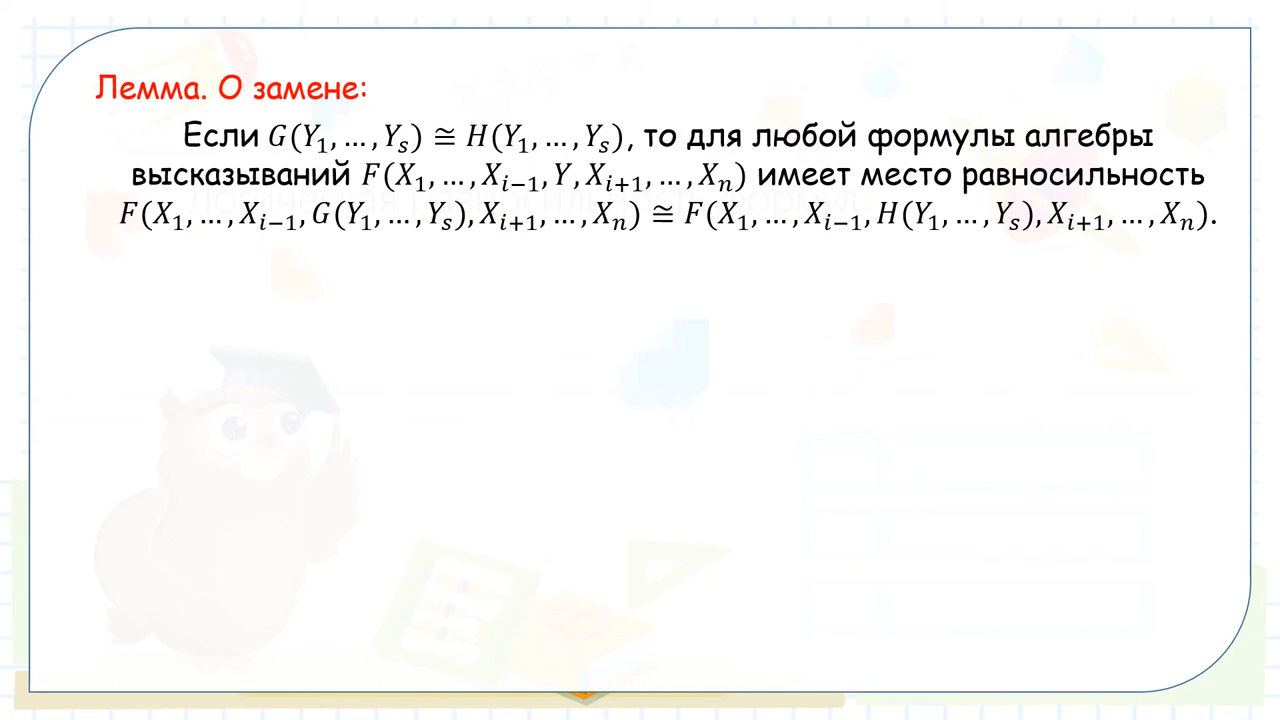 Лемма. О замене:
Если G(Y₁, … , Yₛ) ≅ H(Y₁, … , Yₛ), то для любой формулы алгебры
высказываний F(X₁, … , Xᵢ₋₁, Y, Xᵢ₊₁, … , Xₙ) имеет место равносильность
F(X₁, … , Xᵢ₋₁, G(Y₁, … , Yₛ), Xᵢ₊₁, … , Xₙ) ≅ F(X₁, … , Xᵢ₋₁, H(Y₁, … , Yₛ), Xᵢ₊₁, … , Xₙ).